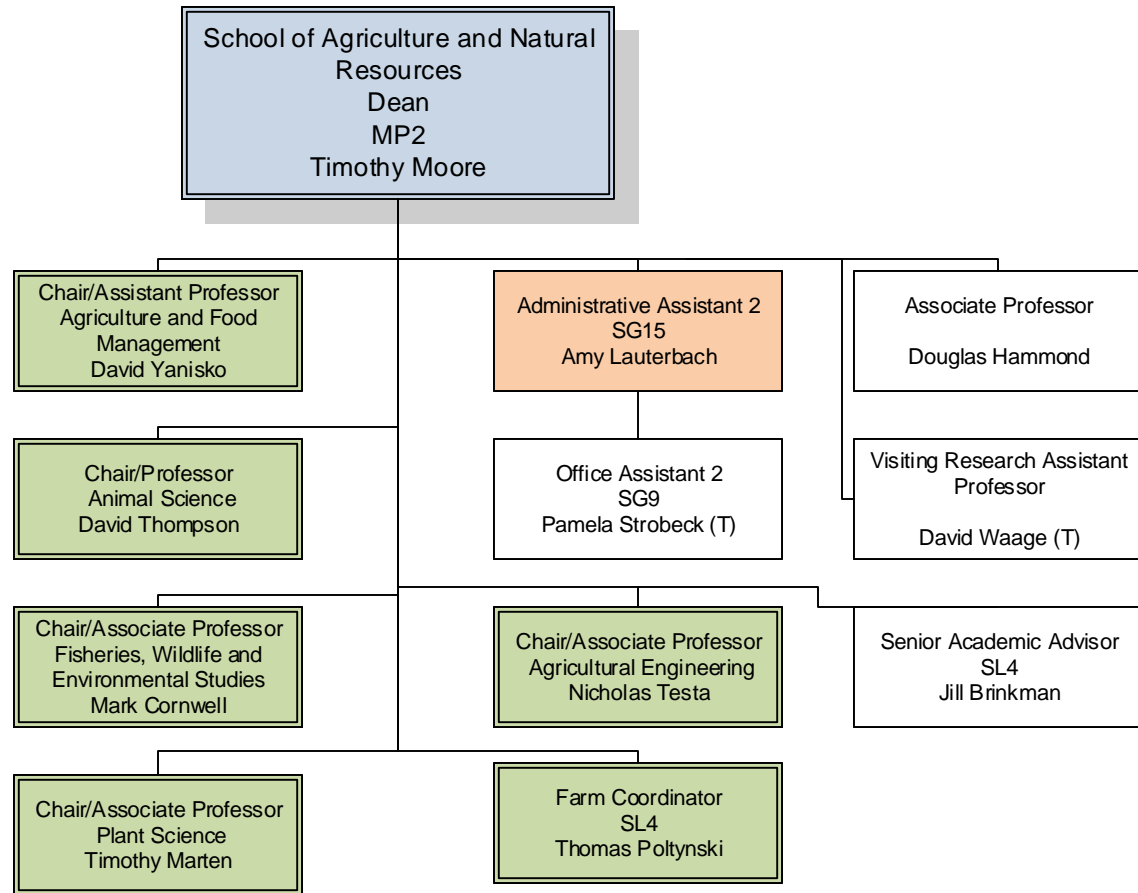 School of Agriculture and Natural
Resources
Dean
MP2
Timothy Moore
Chair/Assistant Professor
Agriculture and Food
Management
David Yanisko
Administrative Assistant 2
SG15
Amy Lauterbach
Associate Professor
Douglas Hammond
Chair/Professor
Animal Science
David Thompson
Office Assistant 2
SG9
Pamela Strobeck (T)
Visiting Research Assistant
Professor
David Waage (T)
Chair/Associate Professor
Fisheries, Wildlife and
Environmental Studies
Mark Cornwell
Chair/Associate Professor
Agricultural Engineering
Nicholas Testa
Senior Academic Advisor
SL4
Jill Brinkman
Chair/Associate Professor
Plant Science
Timothy Marten
Farm Coordinator
SL4
Thomas Poltynski